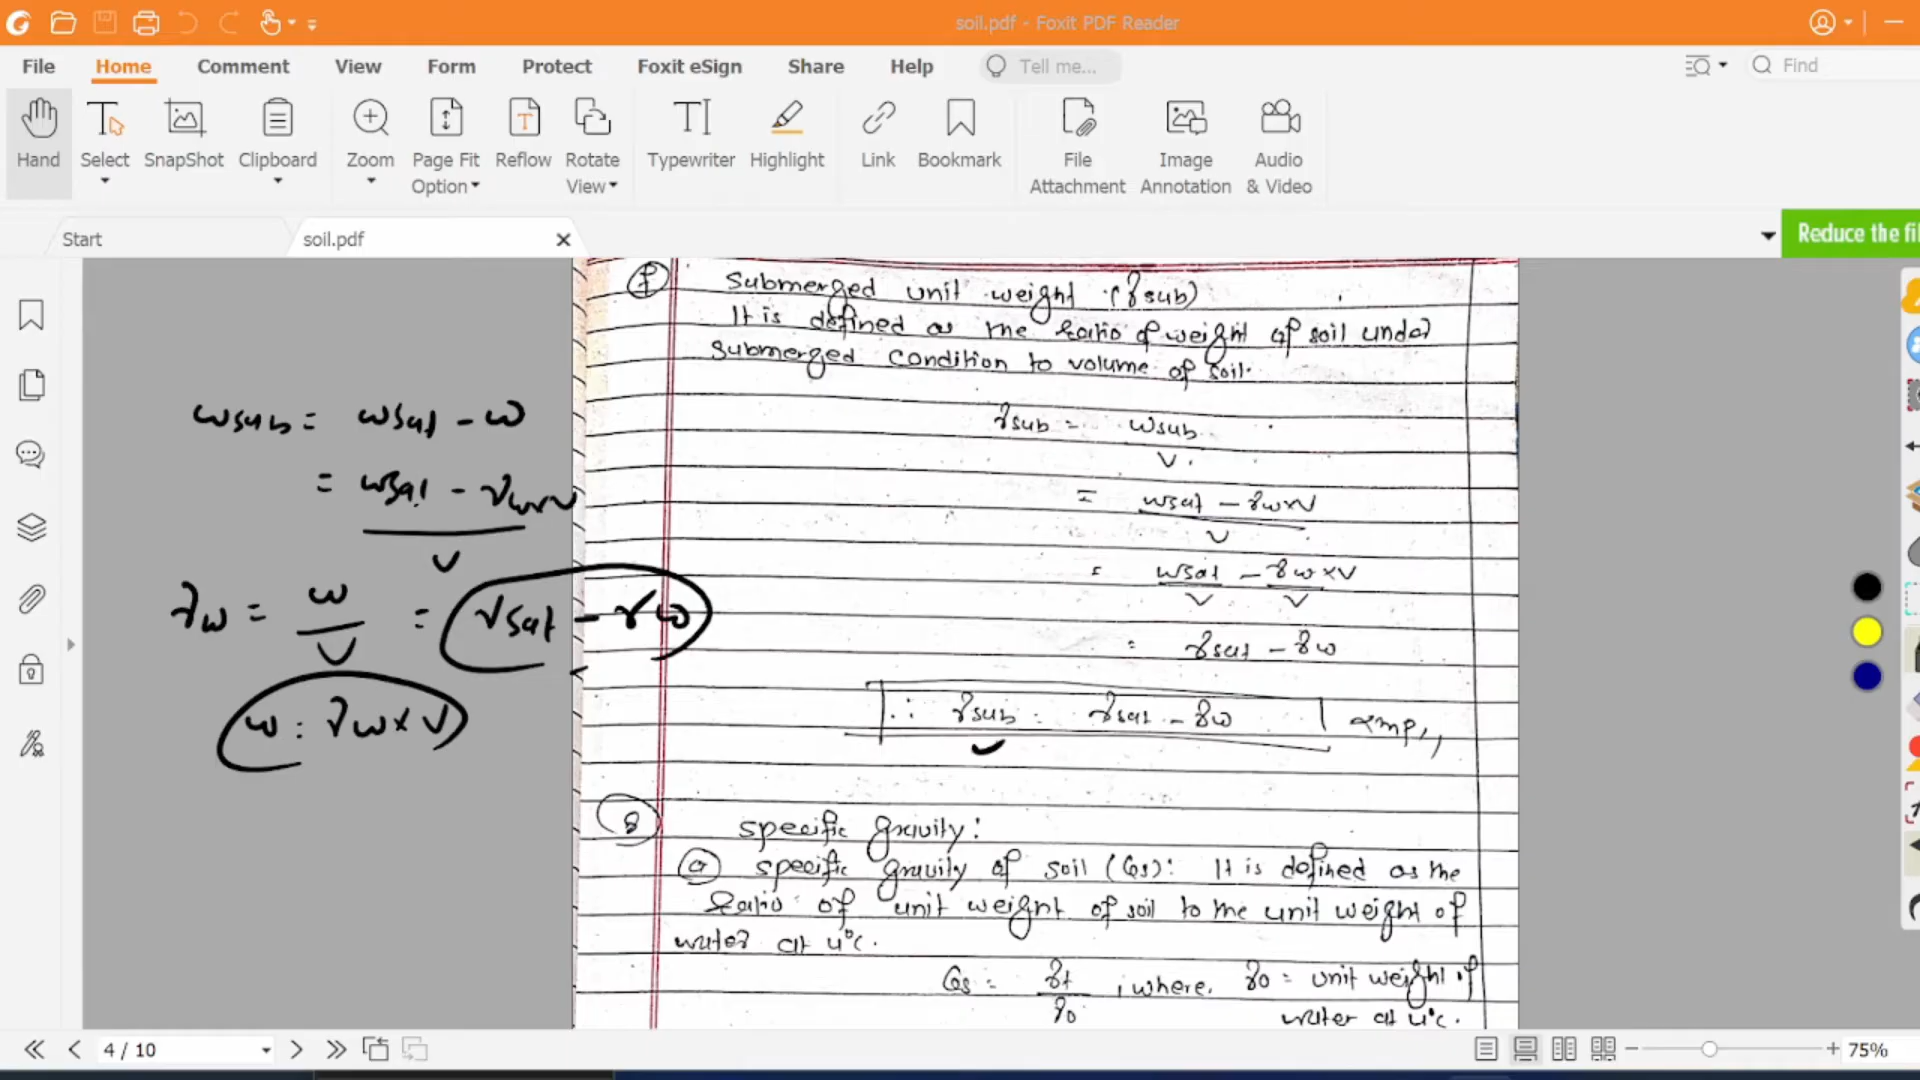 soil.pdf - Foxit PDF Reader
File Home Comment View Form Protect Foxit eSign Share Help Tell me... Find
Hand Select SnapShot Clipboard Zoom Page Fit Option Reflow Rotate View Typewriter Highlight Link Bookmark File Attachment Image Annotation Audio & Video
Start soil.pdf Reduce the fil
f Submerged unit weight (γsub)
It is defined as the ratio of weight of soil under
submerged condition to volume of soil.
γsub = wsub
V
= wsat - γw×V
V
= wsat - γw×V
V V
= γsat - γw
∴ γsub = γsat - γw imp,,
wsub = wsat - w
= wsat - γw×V
V
γw = w = γsat - γw
V
w = γw × V
8 specific gravity:
a specific gravity of soil (Gs): It is defined as the
ratio of unit weight of soil to the unit weight of
water at 4°c.
Gs = γt , where, γo = unit weight of
γo water at 4°c.
4 / 10 75%